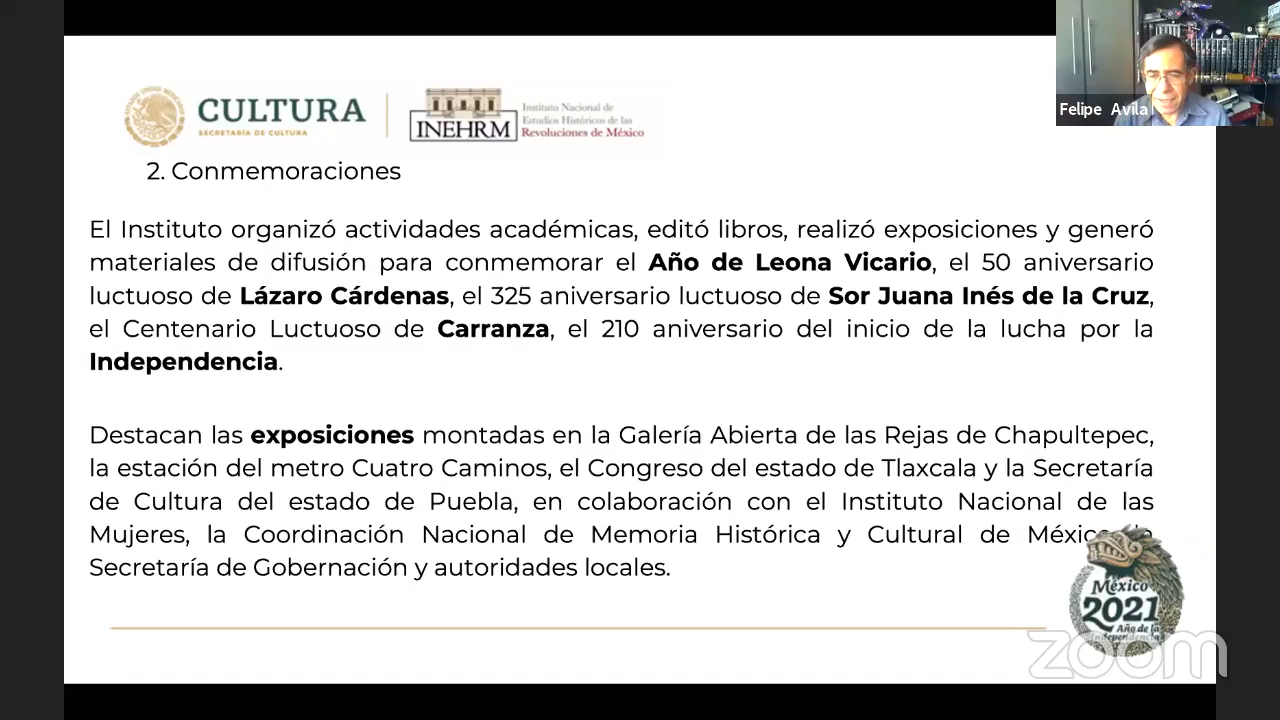 CULTURA
SECRETARÍA DE CULTURA
INEHRM
Instituto Nacional de
Estudios Históricos de las
Revoluciones de México
Felipe Avila
2. Conmemoraciones
El Instituto organizó actividades académicas, editó libros, realizó exposiciones y generó
materiales de difusión para conmemorar el Año de Leona Vicario, el 50 aniversario
luctuoso de Lázaro Cárdenas, el 325 aniversario luctuoso de Sor Juana Inés de la Cruz,
el Centenario Luctuoso de Carranza, el 210 aniversario del inicio de la lucha por la
Independencia.
Destacan las exposiciones montadas en la Galería Abierta de las Rejas de Chapultepec,
la estación del metro Cuatro Caminos, el Congreso del estado de Tlaxcala y la Secretaría
de Cultura del estado de Puebla, en colaboración con el Instituto Nacional de las
Mujeres, la Coordinación Nacional de Memoria Histórica y Cultural de México
Secretaría de Gobernación y autoridades locales.
México
2021
Año de la
Independencia
zoom